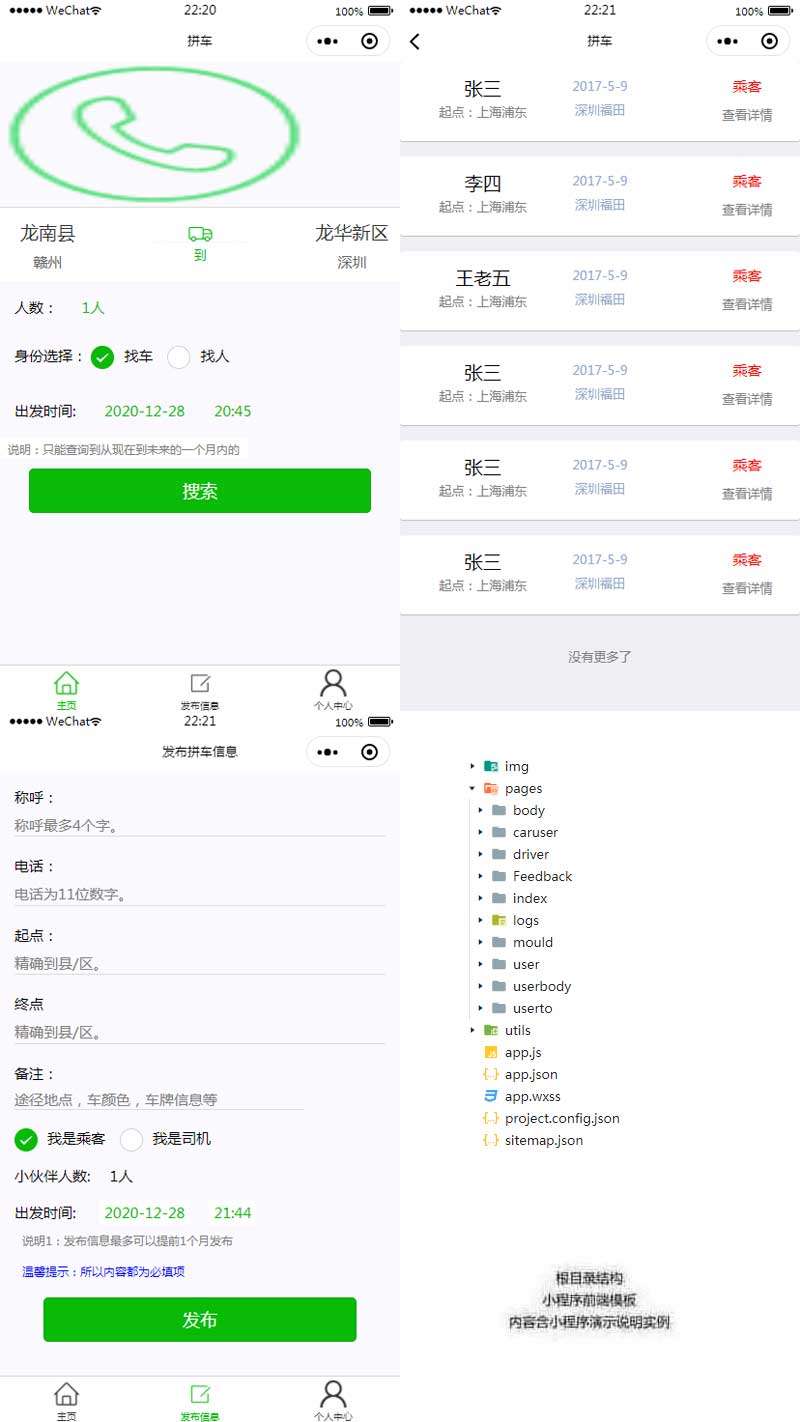 ●●●●● WeChat
22:20
100%
拼车
龙南县
龙华新区
到
赣州
深圳
人数： 1人
身份选择： 找车 找人
出发时间: 2020-12-28 20:45
说明：只能查询到从现在到未来的一个月内的
搜索
主页
发布信息
个人中心
●●●●● WeChat
22:21
100%
拼车
张三 2017-5-9 乘客
起点：上海浦东 深圳福田 查看详情
李四 2017-5-9 乘客
起点：上海浦东 深圳福田 查看详情
王老五 2017-5-9 乘客
起点：上海浦东 深圳福田 查看详情
张三 2017-5-9 乘客
起点：上海浦东 深圳福田 查看详情
张三 2017-5-9 乘客
起点：上海浦东 深圳福田 查看详情
张三 2017-5-9 乘客
起点：上海浦东 深圳福田 查看详情
没有更多了
●●●●● WeChat
22:21
100%
发布拼车信息
称呼：
称呼最多4个字。
电话：
电话为11位数字。
起点：
精确到县/区。
终点
精确到县/区。
备注：
途径地点，车颜色，车牌信息等
我是乘客 我是司机
小伙伴人数: 1人
出发时间: 2020-12-28 21:44
说明1：发布信息最多可以提前1个月发布
温馨提示：所以内容都为必填项
发布
主页
发布信息
个人中心
img
pages
body
caruser
driver
Feedback
index
logs
mould
user
userbody
userto
utils
app.js
app.json
app.wxss
project.config.json
sitemap.json
根目录结构
小程序前端模板
内容含小程序演示说明实例